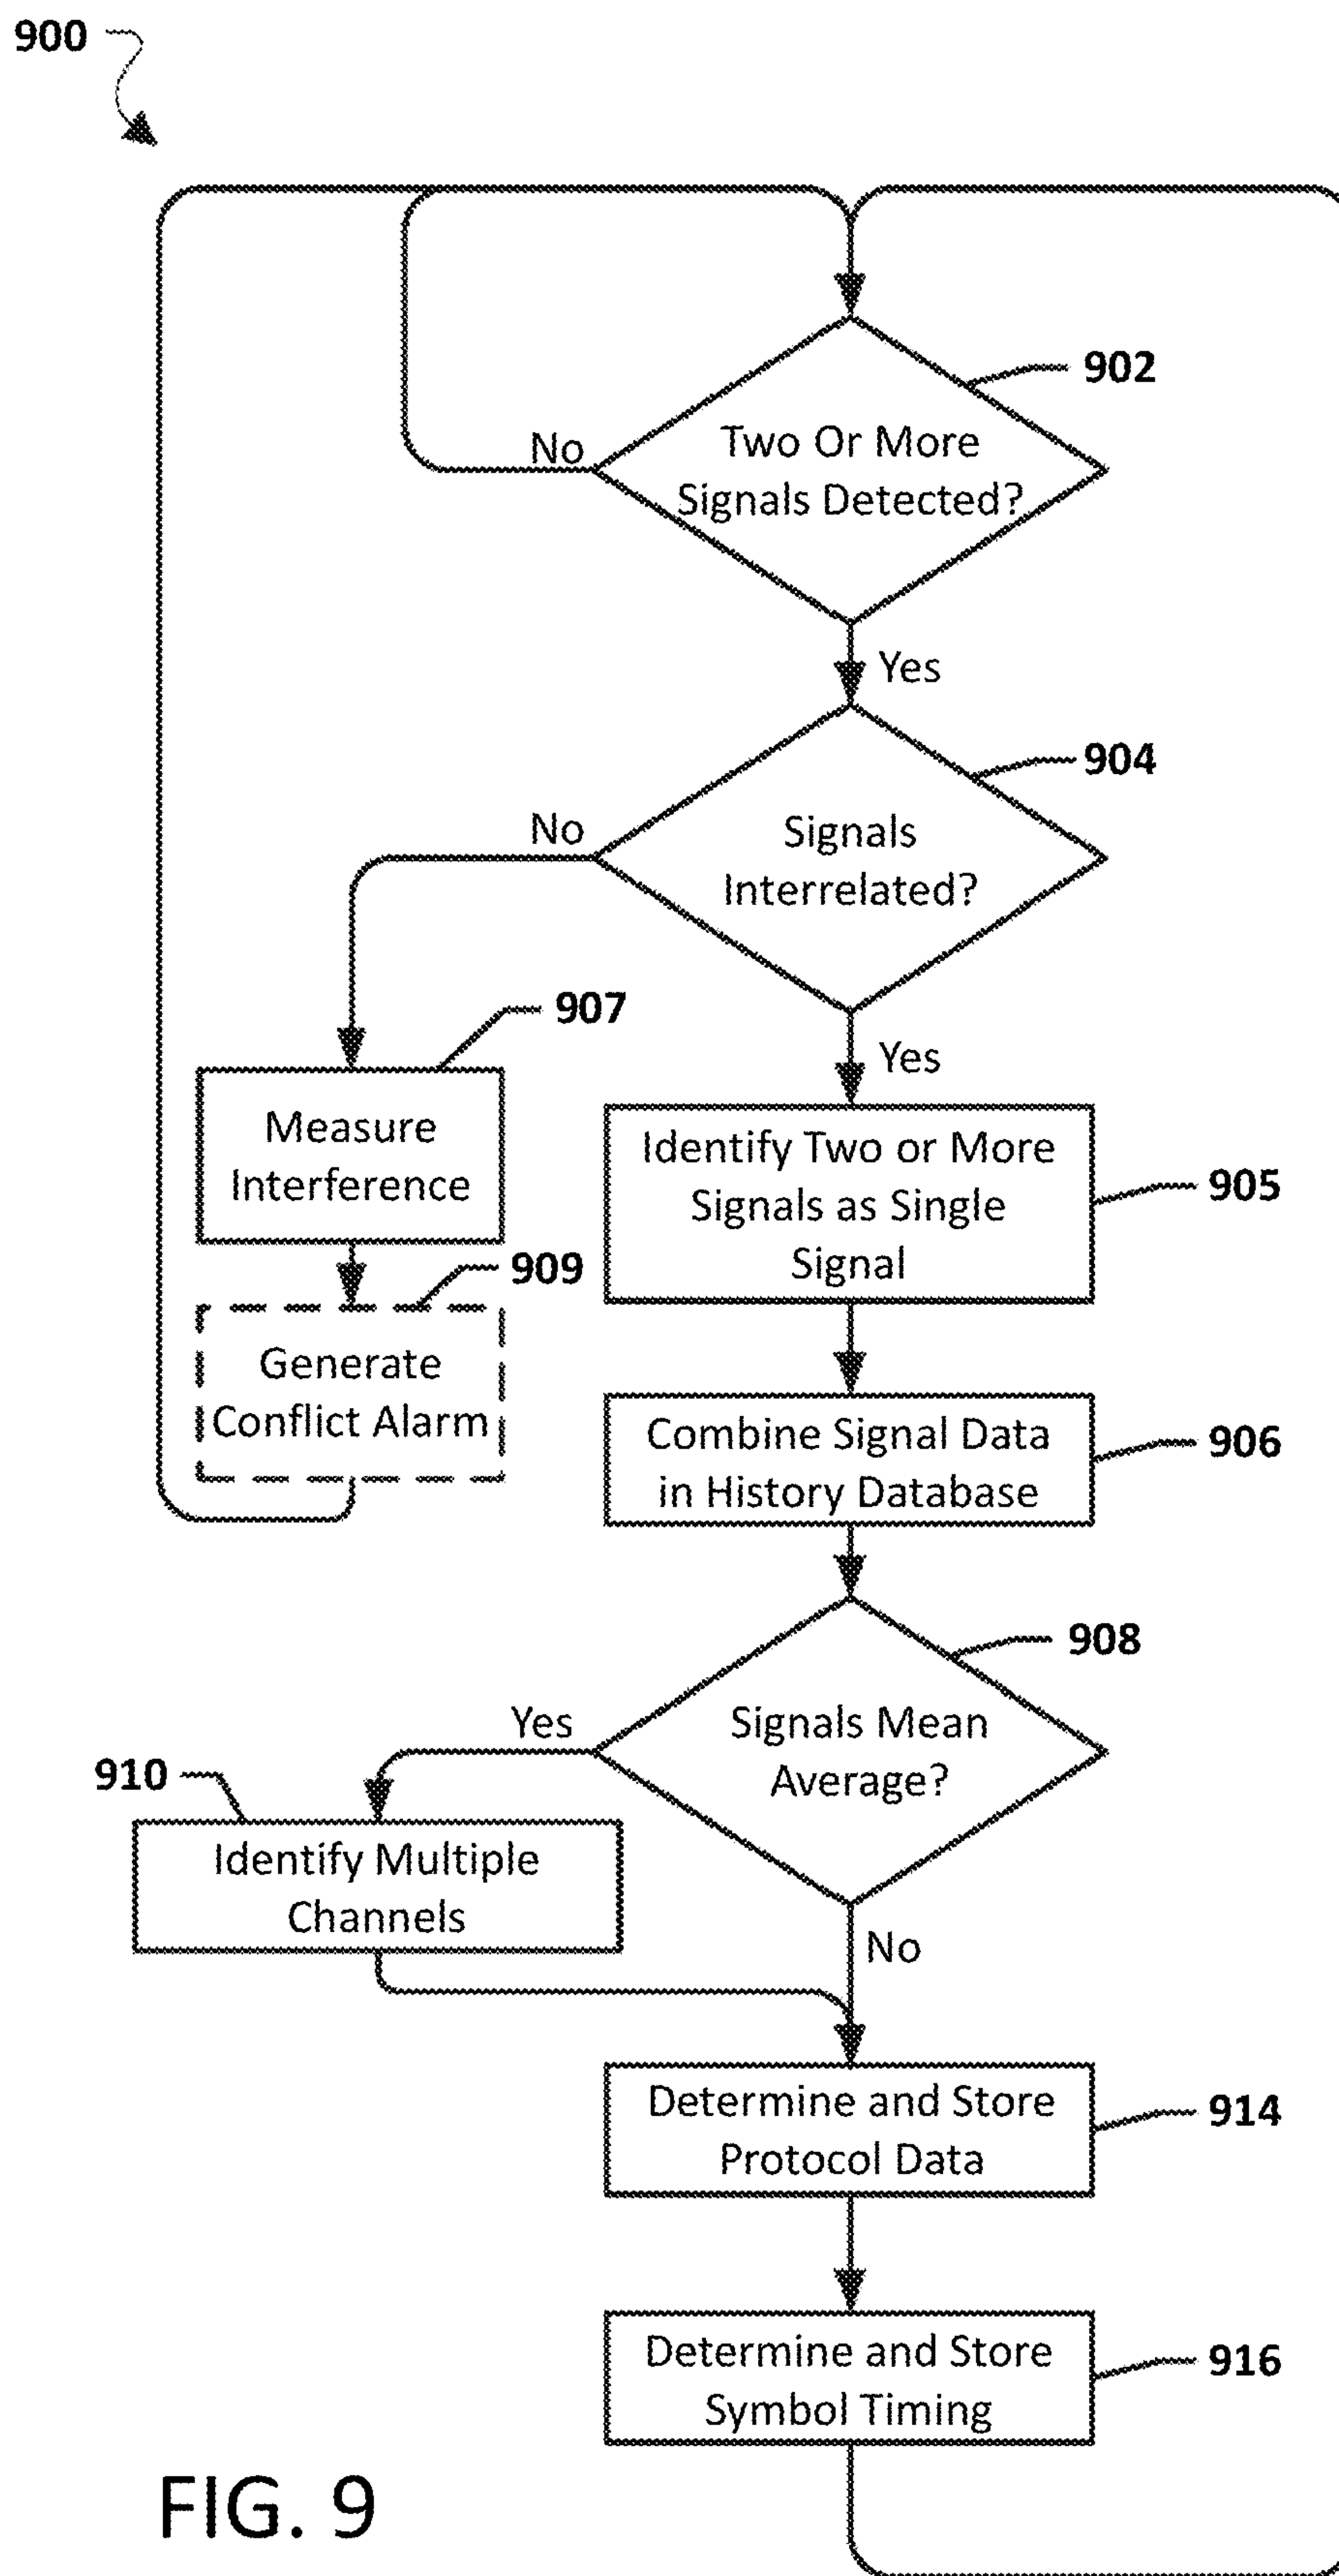 900
902
Two Or More
Signals Detected?
No
Yes
904
Signals
Interrelated?
No
Yes
907
Measure
Interference
905
Identify Two or More
Signals as Single
Signal
909
Generate
Conflict Alarm
906
Combine Signal Data
in History Database
908
Signals Mean
Average?
Yes
910
Identify Multiple
Channels
No
914
Determine and Store
Protocol Data
916
Determine and Store
Symbol Timing
FIG. 9